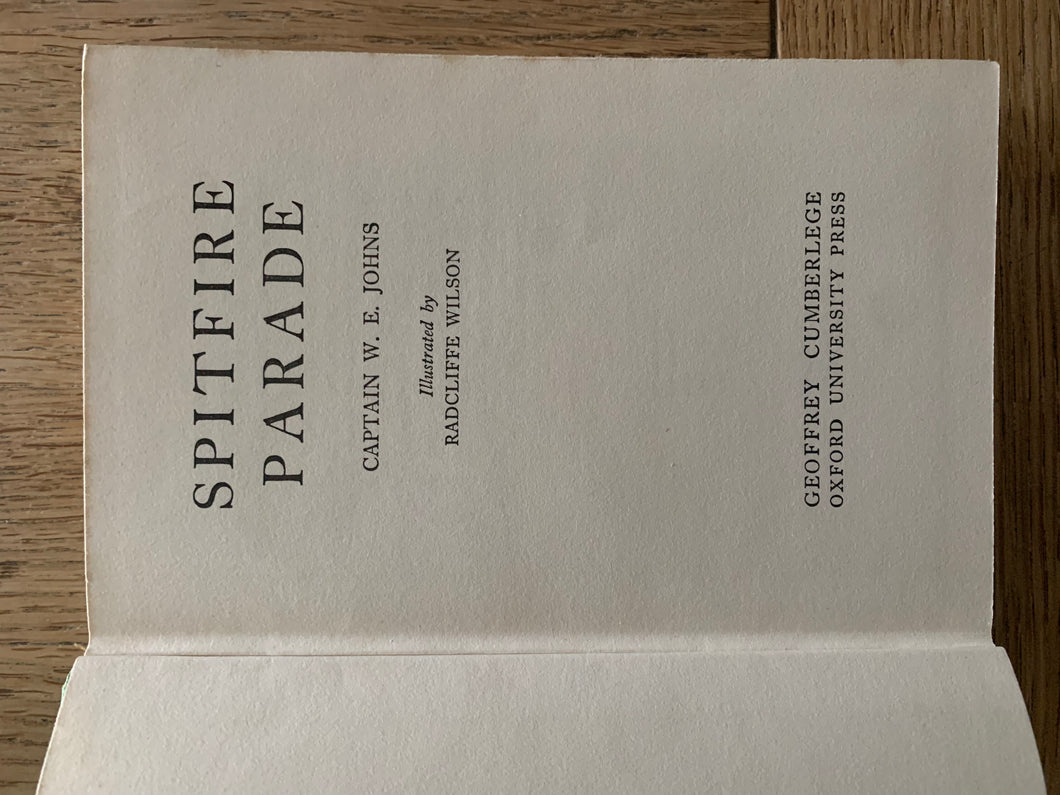 SPITFIRE
PARADE
CAPTAIN W. E. JOHNS
Illustrated by
RADCLIFFE WILSON
GEOFFREY CUMBERLEGE
OXFORD UNIVERSITY PRESS